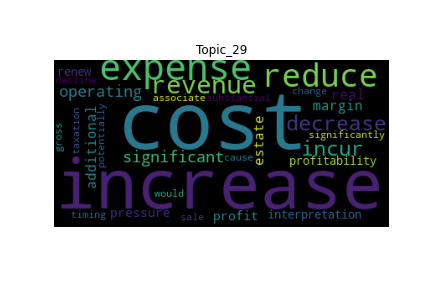 Topic_29
renew expense reduce
decline revenue
operating associate substantial change real
cost margin
gross taxation additional potentially decrease
significantly
significant cause estate incur
profitability
increase
would
timing pressure profit sale interpretation